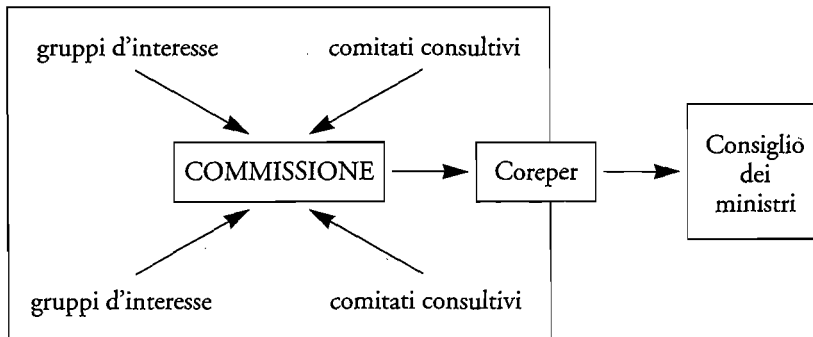 gruppi d'interesse comitati consultivi
COMMISSIONE Coreper
Consiglio
dei
ministri
gruppi d'interesse comitati consultivi